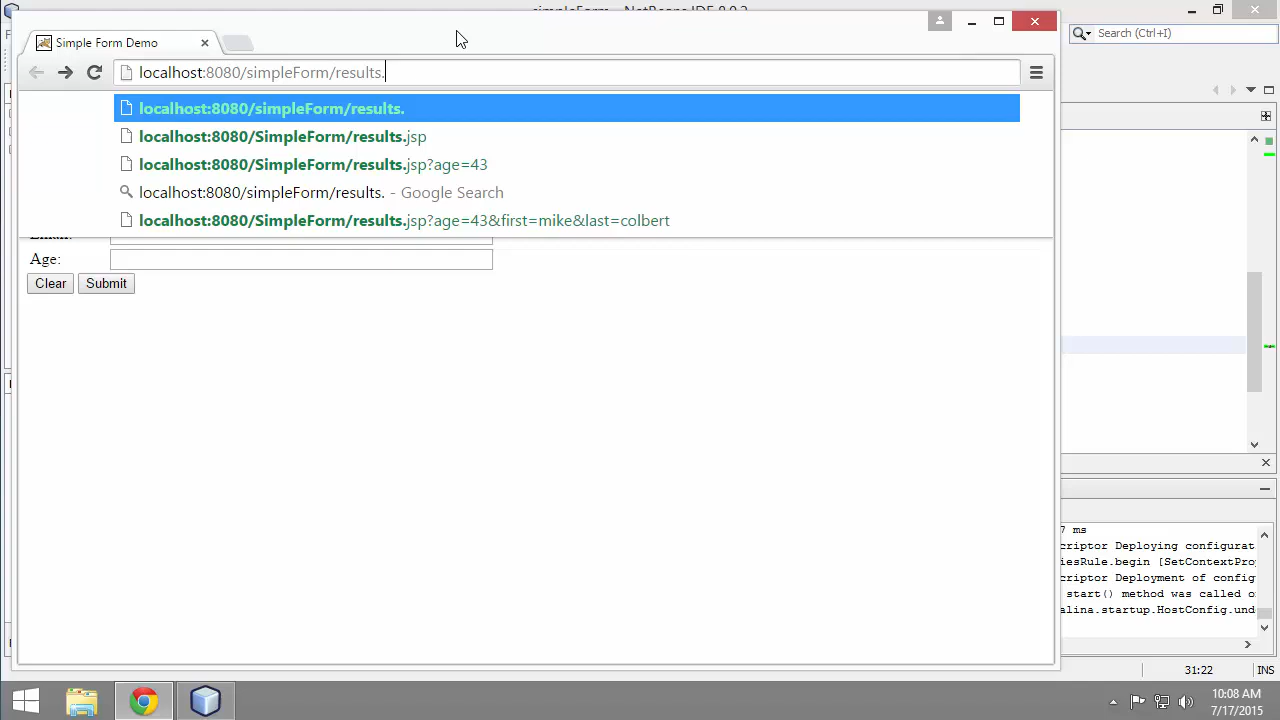 Search (Ctrl+I)
Simple Form Demo
localhost:8080/simpleForm/results.
localhost:8080/simpleForm/results.
localhost:8080/SimpleForm/results.jsp
localhost:8080/SimpleForm/results.jsp?age=43
localhost:8080/simpleForm/results. - Google Search
localhost:8080/SimpleForm/results.jsp?age=43&first=mike&last=colbert
Age:
Clear Submit
7 ms
criptor Deploying configurat
iesRule.begin [SetContextPro
criptor Deployment of config
start() method was called o
alina.startup.HostConfig.und
31:22 INS
10:08 AM
7/17/2015